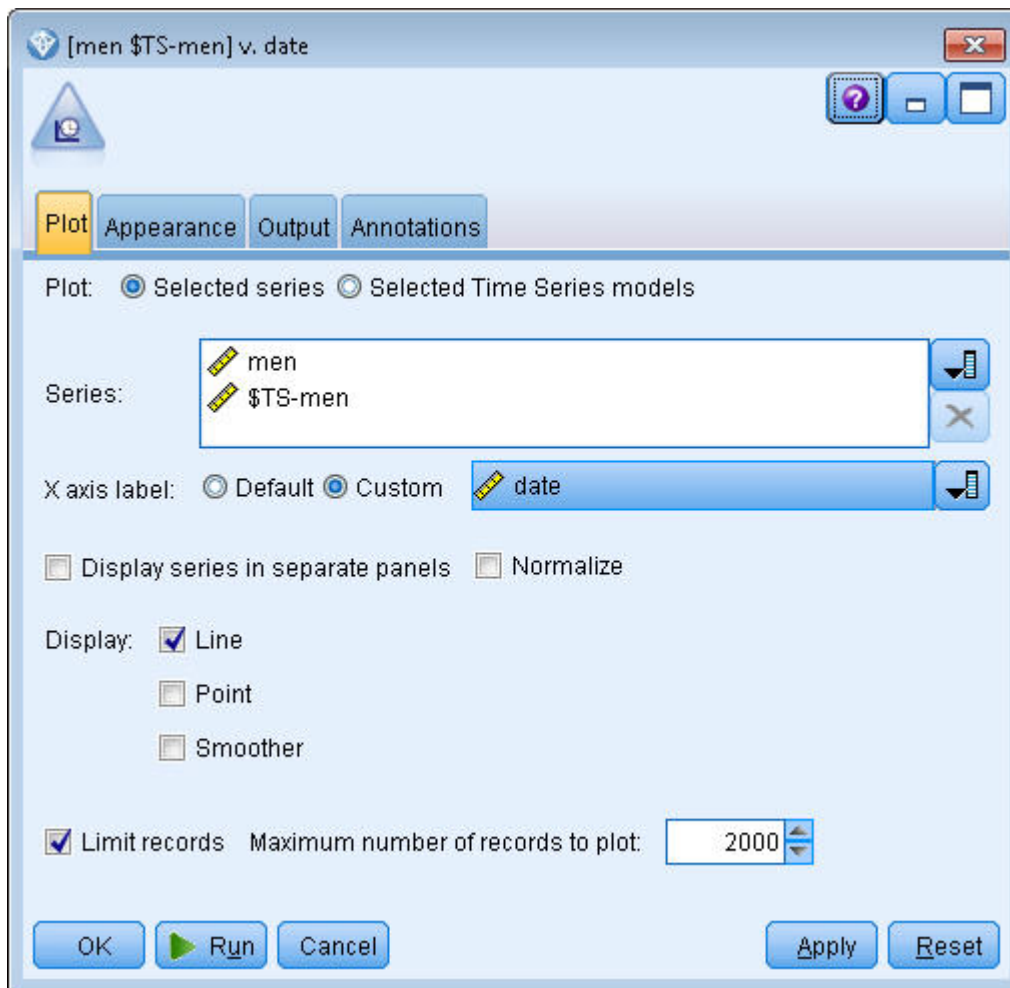 [men $TS-men] v. date
Plot Appearance Output Annotations
Plot: Selected series Selected Time Series models
Series:
men
$TS-men
X axis label: Default Custom date
Display series in separate panels Normalize
Display: Line
Point
Smoother
Limit records Maximum number of records to plot: 2000
OK Run Cancel Apply Reset